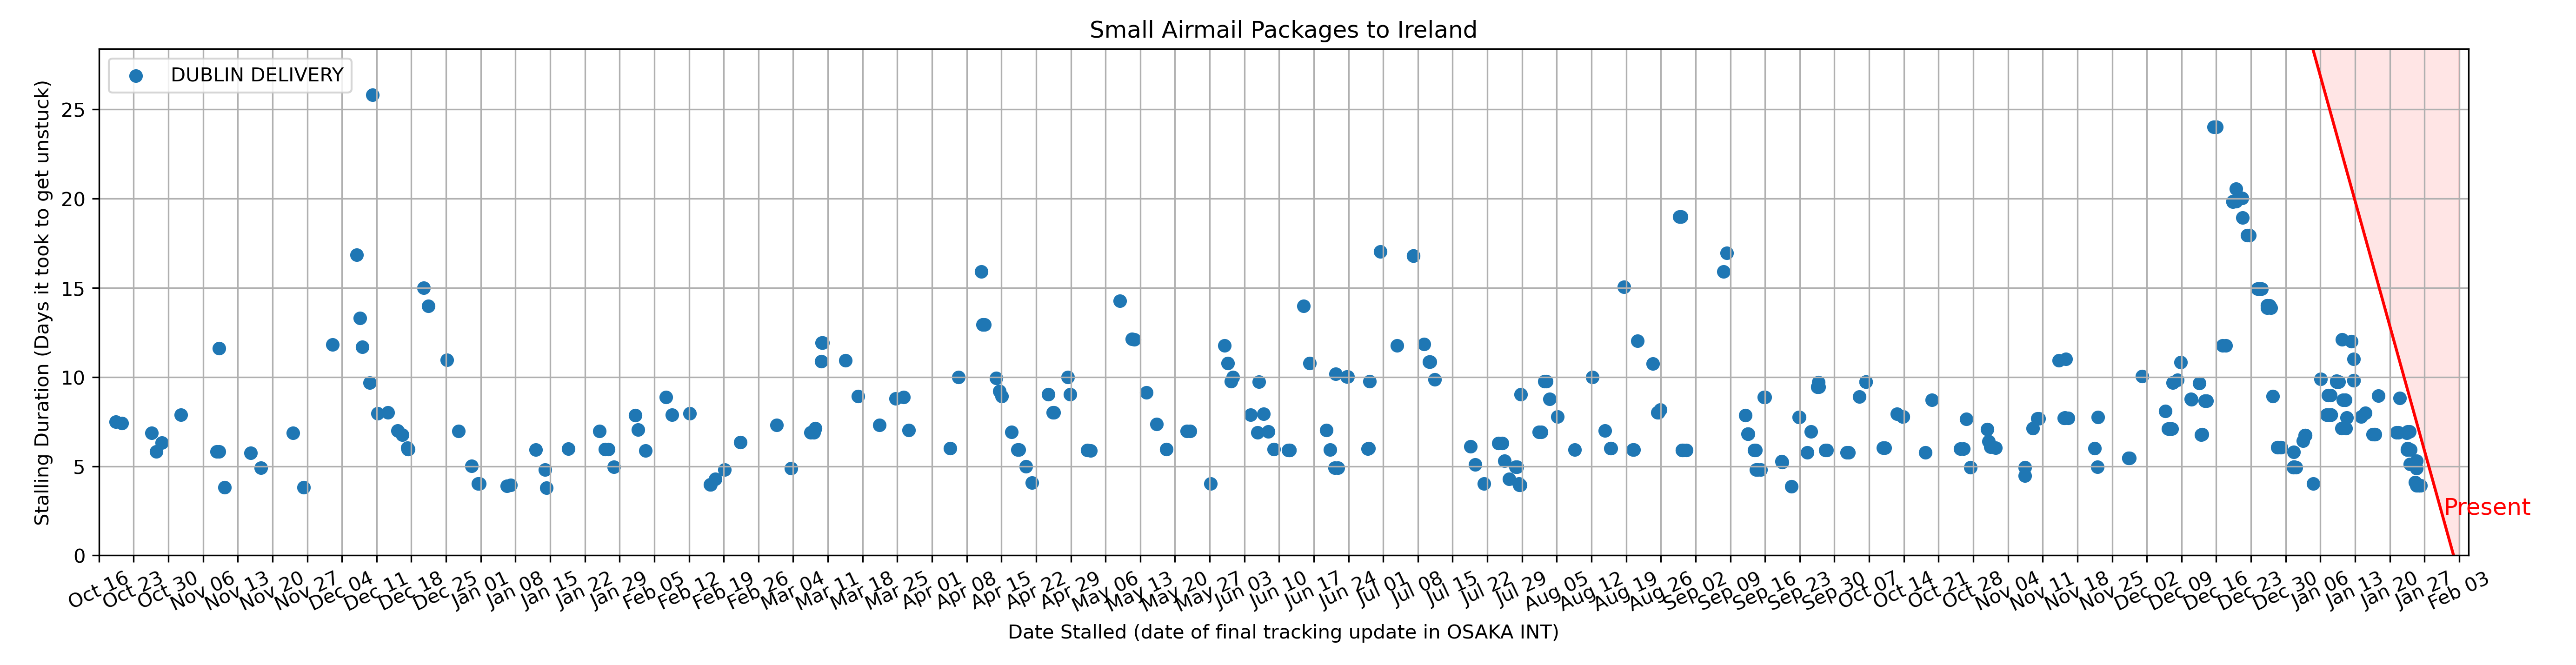 Small Airmail Packages to Ireland
DUBLIN DELIVERY
Stalling Duration (Days it took to get unstuck)
25
20
15
10
5
0
Present
Oct 16 Oct 23 Oct 30 Nov 06 Nov 13 Nov 20 Nov 27 Dec 04 Dec 11 Dec 18 Dec 25 Jan 01 Jan 08 Jan 15 Jan 22 Jan 29 Feb 05 Feb 12 Feb 19 Feb 26 Mar 04 Mar 11 Mar 18 Mar 25 Apr 01 Apr 08 Apr 15 Apr 22 Apr 29 May 06 May 13 May 20 May 27 Jun 03 Jun 10 Jun 17 Jun 24 Jul 01 Jul 08 Jul 15 Jul 22 Jul 29 Aug 05 Aug 12 Aug 19 Aug 26 Sep 02 Sep 09 Sep 16 Sep 23 Sep 30 Oct 07 Oct 14 Oct 21 Oct 28 Nov 04 Nov 11 Nov 18 Nov 25 Dec 02 Dec 09 Dec 16 Dec 23 Dec 30 Jan 06 Jan 13 Jan 20 Jan 27 Feb 03
Date Stalled (date of final tracking update in OSAKA INT)